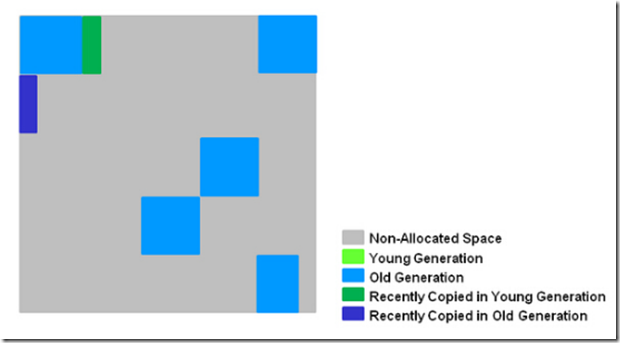 Non-Allocated Space
Young Generation
Old Generation
Recently Copied in Young Generation
Recently Copied in Old Generation